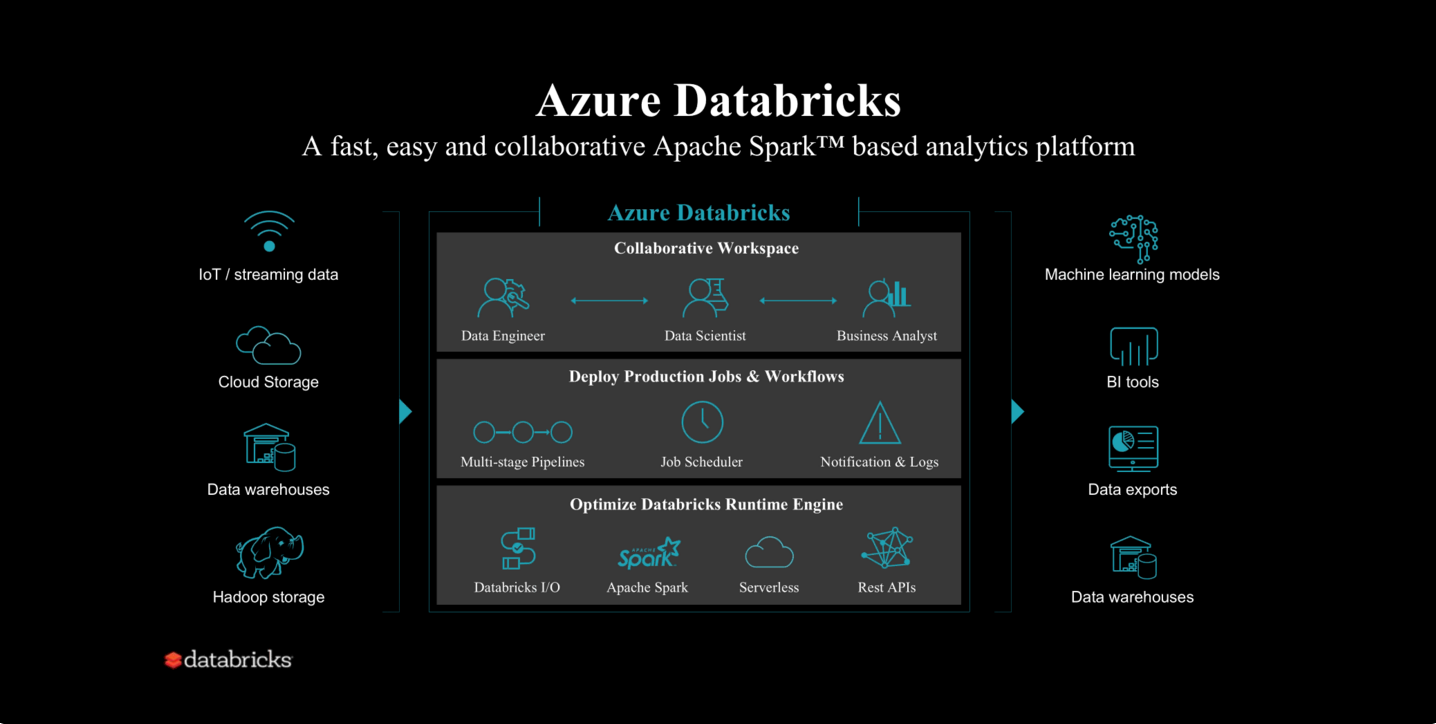 Azure Databricks
A fast, easy and collaborative Apache Spark™ based analytics platform
IoT / streaming data
Cloud Storage
Data warehouses
Hadoop storage
Azure Databricks
Collaborative Workspace
Data Engineer
Data Scientist
Business Analyst
Deploy Production Jobs & Workflows
Multi-stage Pipelines
Job Scheduler
Notification & Logs
Optimize Databricks Runtime Engine
APACHE
Spark™
Databricks I/O
Apache Spark
Serverless
Rest APIs
Machine learning models
BI tools
Data exports
Data warehouses
databricks